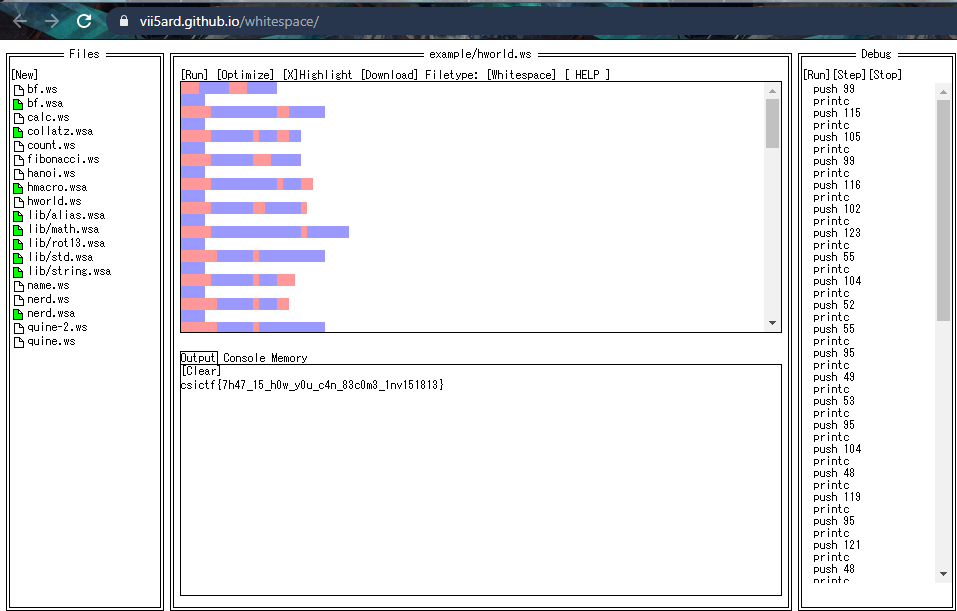 vii5ard.github.io/whitespace/
Files
[New]
bf.ws
bf.wsa
calc.ws
collatz.wsa
count.ws
fibonacci.ws
hanoi.ws
hmacro.wsa
hworld.ws
lib/alias.wsa
lib/math.wsa
lib/rot13.wsa
lib/std.wsa
lib/string.wsa
name.ws
nerd.ws
nerd.wsa
quine-2.ws
quine.ws
example/hworld.ws
[Run] [Optimize] [X]Highlight [Download] Filetype: [Whitespace] [ HELP ]
Output Console Memory
[Clear]
csictf{7h47_15_h0w_y0u_c4n_83c0m3_1nv151813}
Debug
[Run][Step][Stop]
push 99
printc
push 115
printc
push 105
printc
push 99
printc
push 116
printc
push 102
printc
push 123
printc
push 55
printc
push 104
printc
push 52
printc
push 55
printc
push 95
printc
push 49
printc
push 53
printc
push 95
printc
push 104
printc
push 48
printc
push 119
printc
push 95
printc
push 121
printc
push 48
printc